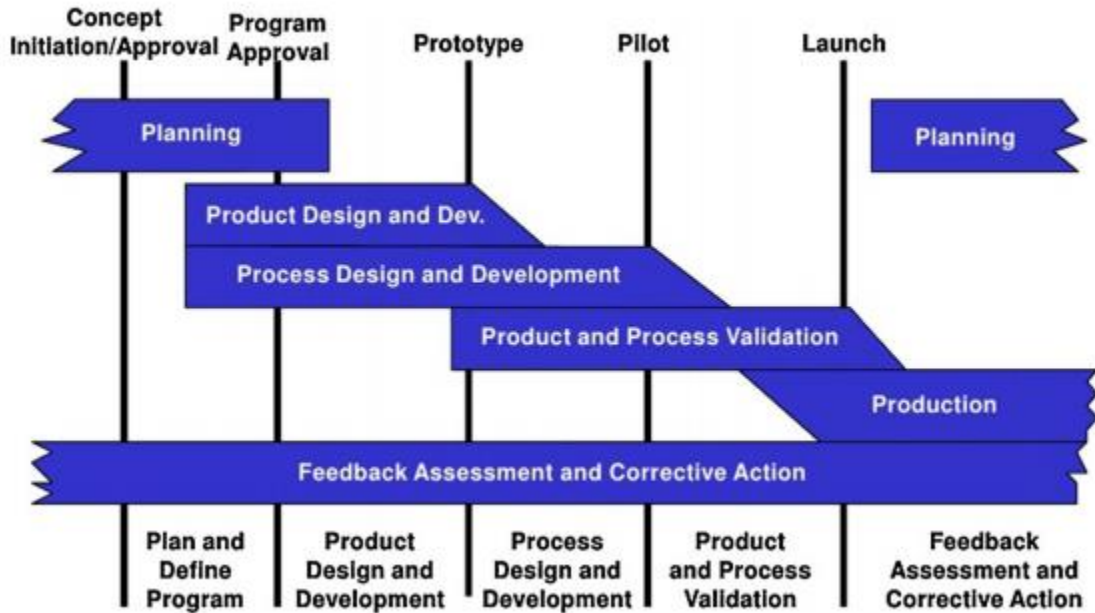 Concept
Initiation/Approval
Program
Approval
Prototype
Pilot
Launch
Planning
Planning
Product Design and Dev.
Process Design and Development
Product and Process Validation
Production
Feedback Assessment and Corrective Action
Plan and
Define
Program
Product
Design and
Development
Process
Design and
Development
Product
and Process
Validation
Feedback
Assessment and
Corrective Action